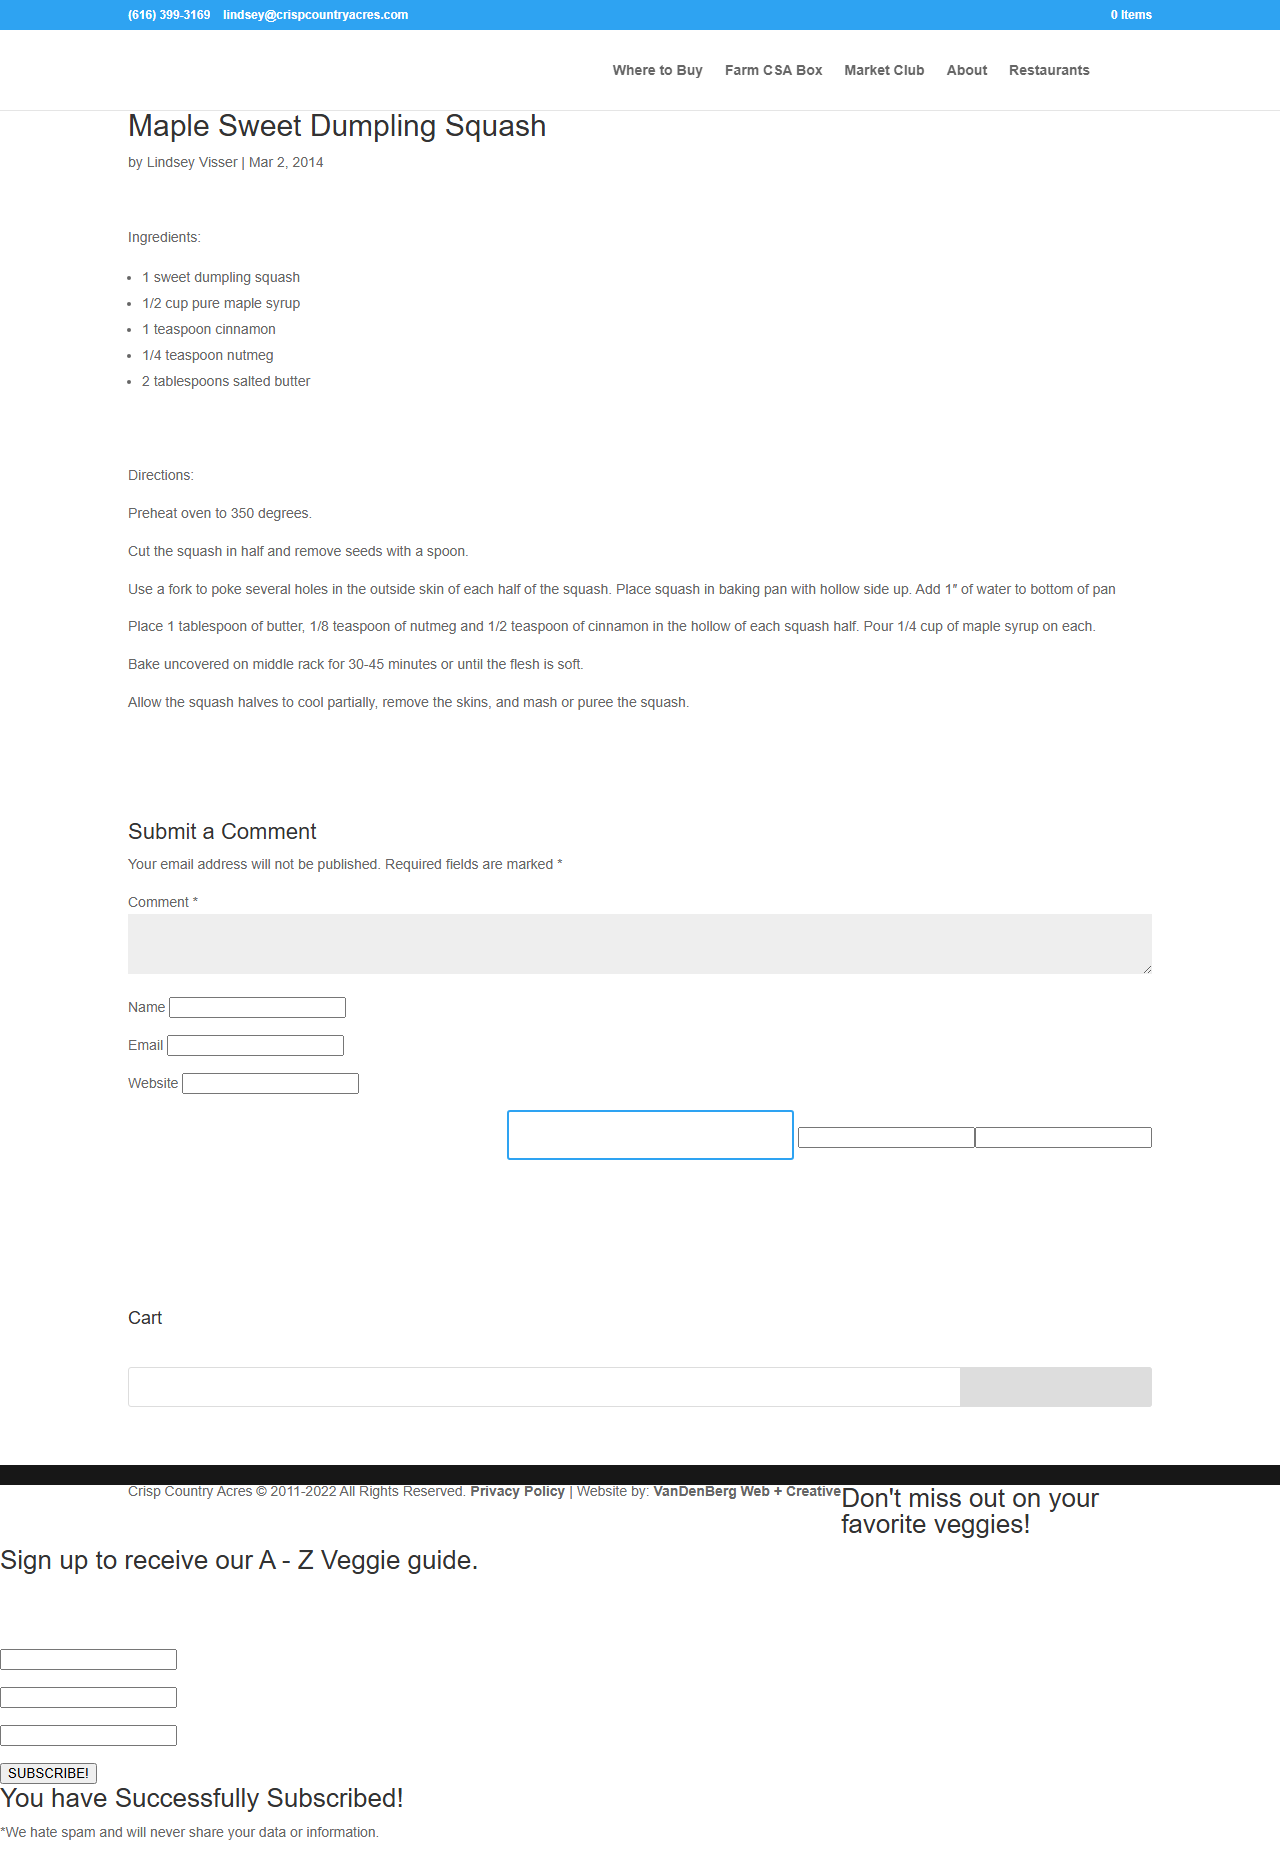 (616) 399-3169 lindsey@crispcountryacres.com 0 Items
Where to Buy Farm CSA Box Market Club About Restaurants
Maple Sweet Dumpling Squash
by Lindsey Visser | Mar 2, 2014
Ingredients:
• 1 sweet dumpling squash
• 1/2 cup pure maple syrup
• 1 teaspoon cinnamon
• 1/4 teaspoon nutmeg
• 2 tablespoons salted butter
Directions:
Preheat oven to 350 degrees.
Cut the squash in half and remove seeds with a spoon.
Use a fork to poke several holes in the outside skin of each half of the squash. Place squash in baking pan with hollow side up. Add 1″ of water to bottom of pan
Place 1 tablespoon of butter, 1/8 teaspoon of nutmeg and 1/2 teaspoon of cinnamon in the hollow of each squash half. Pour 1/4 cup of maple syrup on each.
Bake uncovered on middle rack for 30-45 minutes or until the flesh is soft.
Allow the squash halves to cool partially, remove the skins, and mash or puree the squash.
Submit a Comment
Your email address will not be published. Required fields are marked *
Comment *
Name
Email
Website
Cart
Crisp Country Acres © 2011-2022 All Rights Reserved. Privacy Policy | Website by: VanDenBerg Web + Creative
Don't miss out on your
favorite veggies!
Sign up to receive our A - Z Veggie guide.
SUBSCRIBE!
You have Successfully Subscribed!
*We hate spam and will never share your data or information.